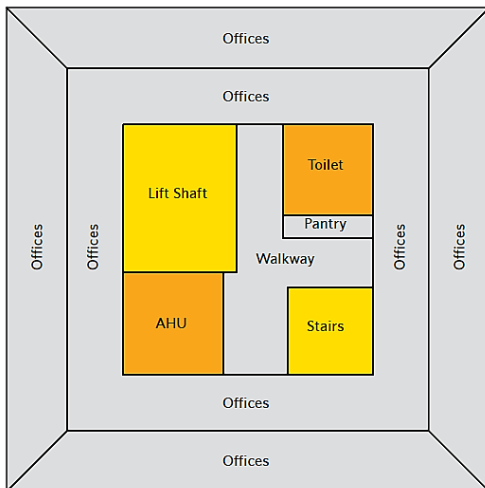 Offices
Offices
Toilet
Lift Shaft
Pantry
Offices
Offices
Offices
Offices
Walkway
AHU
Stairs
Offices
Offices